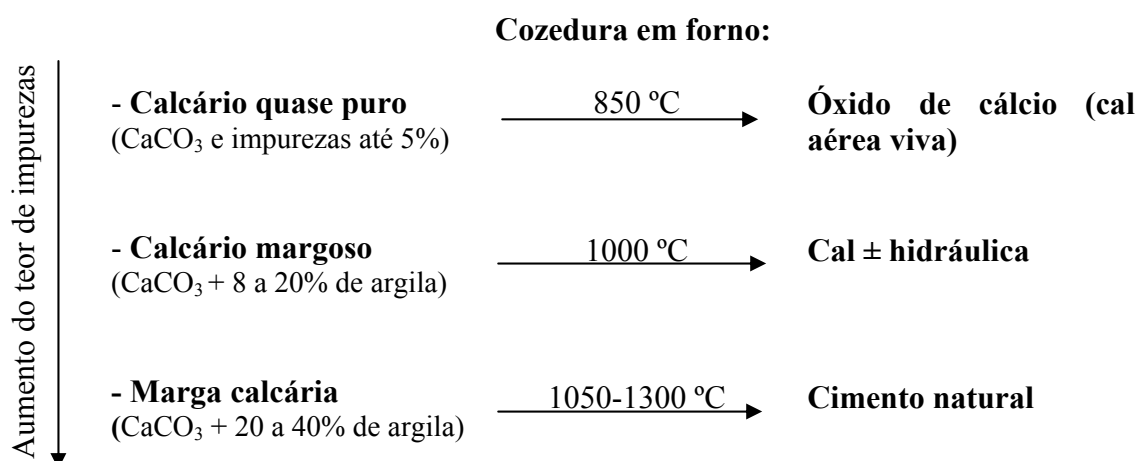 Cozedura em forno:
Aumento do teor de impurezas
- Calcário quase puro
(CaCO₃ e impurezas até 5%)
850 ºC
Óxido de cálcio (cal
aérea viva)
- Calcário margoso
(CaCO₃ + 8 a 20% de argila)
1000 ºC
Cal ± hidráulica
- Marga calcária
(CaCO₃ + 20 a 40% de argila)
1050-1300 ºC
Cimento natural